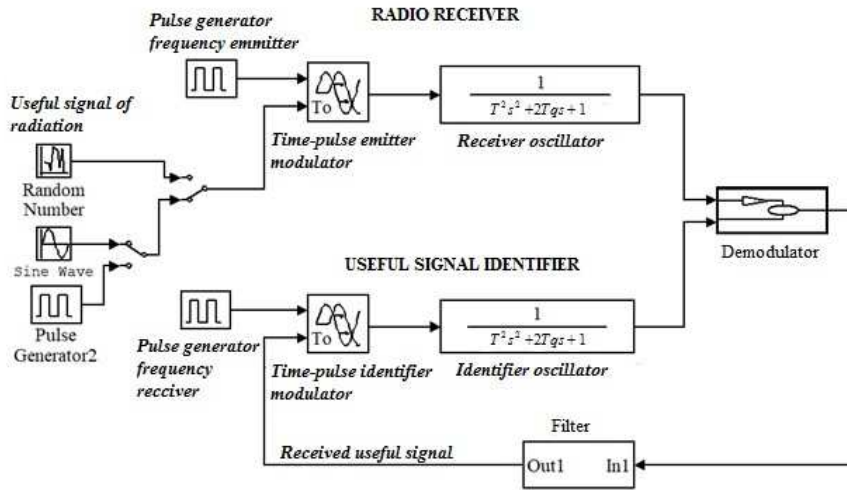 RADIO RECEIVER
Pulse generator
frequency emmitter
To
Time-pulse emitter
modulator
1
T²s²+2Tqs+1
Receiver oscillator
Useful signal of
radiation
Random
Number
Sine Wave
Pulse
Generator2
Demodulator
USEFUL SIGNAL IDENTIFIER
Pulse generator
frequency
recciver
To
Time-pulse identifier
modulator
1
T²s²+2Tqs+1
Identifier oscillator
Received useful signal
Filter
Out1 In1